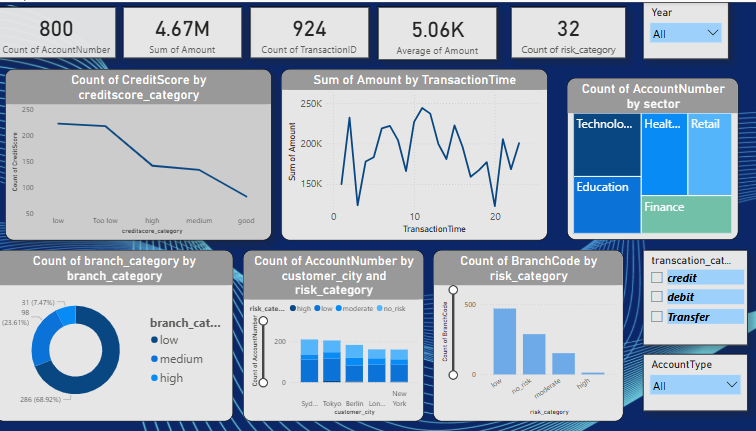 800
Count of AccountNumber
4.67M
Sum of Amount
924
Count of TransactionID
5.06K
Average of Amount
32
Count of risk_category
Year
All
Count of CreditScore by
creditscore_category
Count of CreditScore
250
200
150
100
50
low Too low high medium good
creditscore_category
Sum of Amount by TransactionTime
Sum of Amount
250K
200K
150K
0 10 20
TransactionTime
Count of AccountNumber
by sector
Technolo...
Healt...
Retail
Education
Finance
Count of branch_category by
branch_category
31 (7.47%)
98
(23.61%)
286 (68.92%)
branch_cat...
low
medium
high
Count of AccountNumber by
customer_city and
risk_category
risk_cate... high low moderate no_risk
Count of AccountNumber
200
0
Syd... Tokyo Berlin Lon... New
York
customer_city
Count of BranchCode by
risk_category
Count of BranchCode
500
0
low no_risk moderate high
risk_category
transcation_cat...
credit
debit
Transfer
AccountType
All